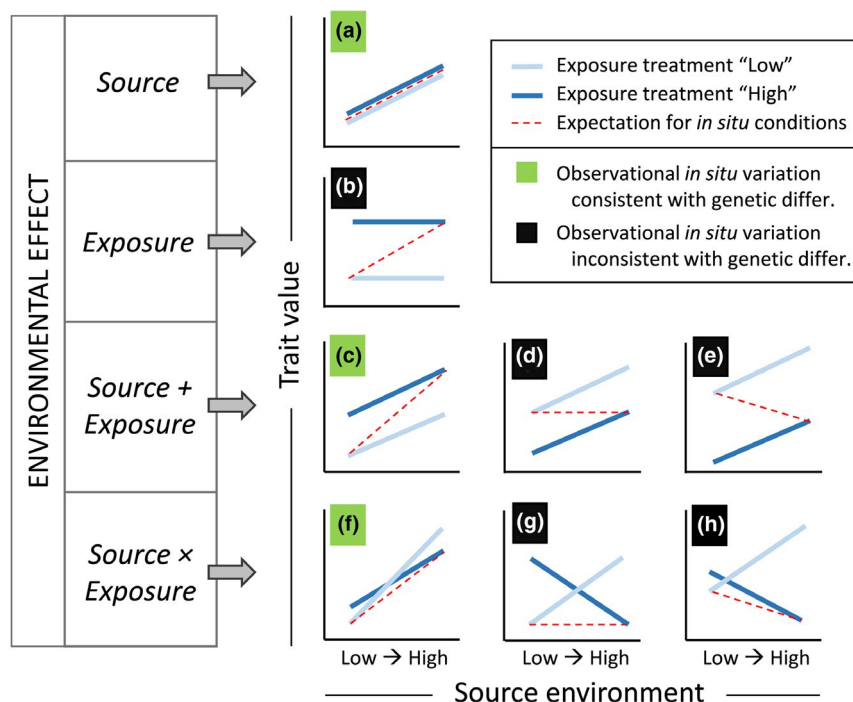 ENVIRONMENTAL EFFECT
Source
Exposure
Source +
Exposure
Source ×
Exposure
Trait value
(a)
(b)
(c)
(d)
(e)
(f)
(g)
(h)
Exposure treatment “Low”
Exposure treatment “High”
Expectation for in situ conditions
Observational in situ variation
consistent with genetic differ.
Observational in situ variation
inconsistent with genetic differ.
Low → High
Low → High
Low → High
Source environment